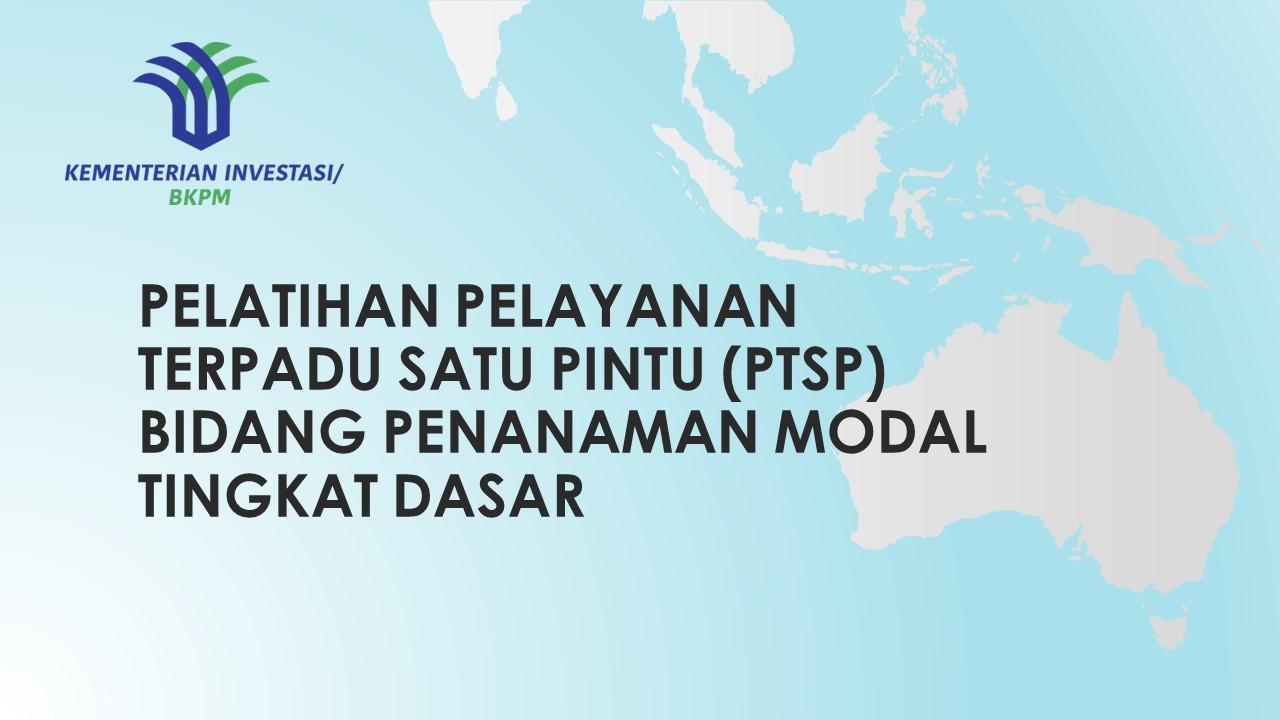 KEMENTERIAN INVESTASI/
BKPM
PELATIHAN PELAYANAN
TERPADU SATU PINTU (PTSP)
BIDANG PENANAMAN MODAL
TINGKAT DASAR